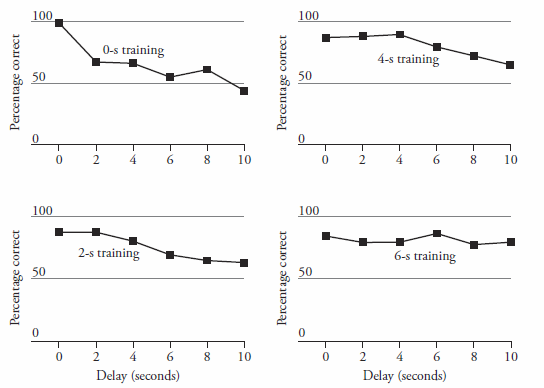 Percentage correct
100
50
0
0-s training
0 2 4 6 8 10
Percentage correct
100
50
0
4-s training
0 2 4 6 8 10
Percentage correct
100
50
0
2-s training
0 2 4 6 8 10
Delay (seconds)
Percentage correct
100
50
0
6-s training
0 2 4 6 8 10
Delay (seconds)